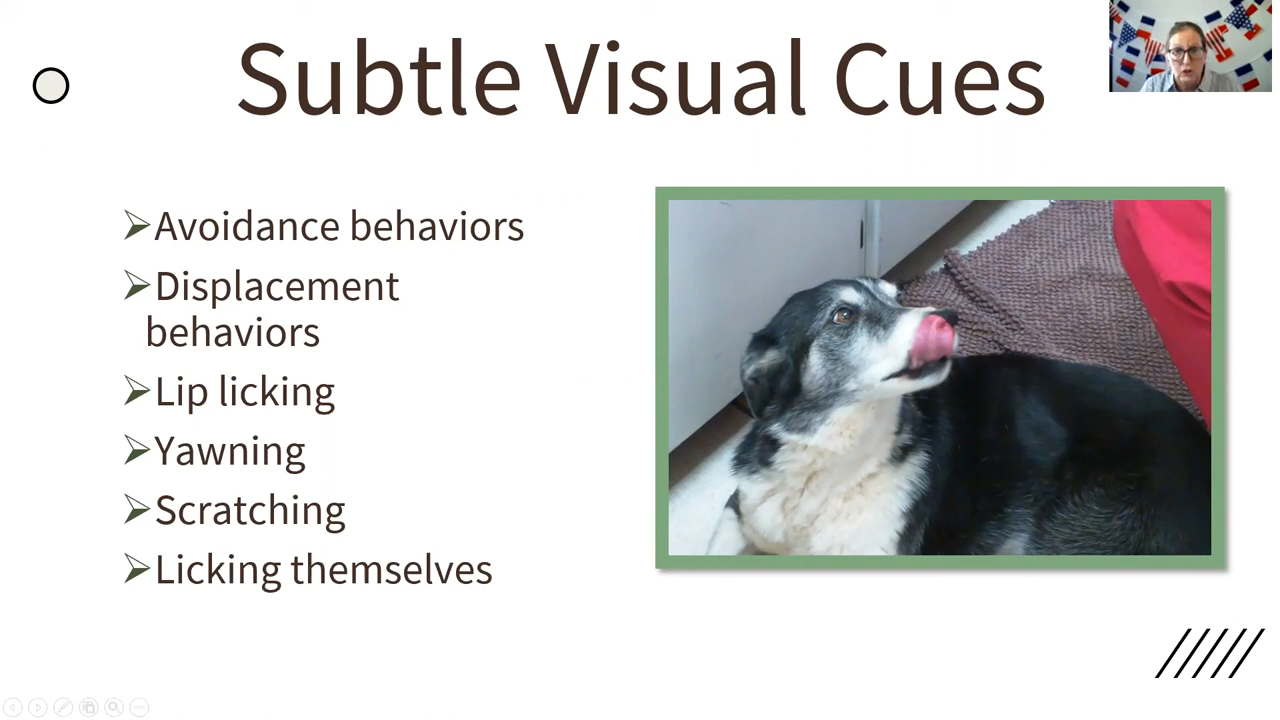 Subtle Visual Cues
Avoidance behaviors
Displacement
behaviors
Lip licking
Yawning
Scratching
Licking themselves